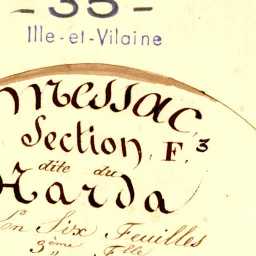 - 35 -
Ille-et-Vilaine
messac,
Section F. 3
dite du
Harda
En Six Feuilles
3ème Flle